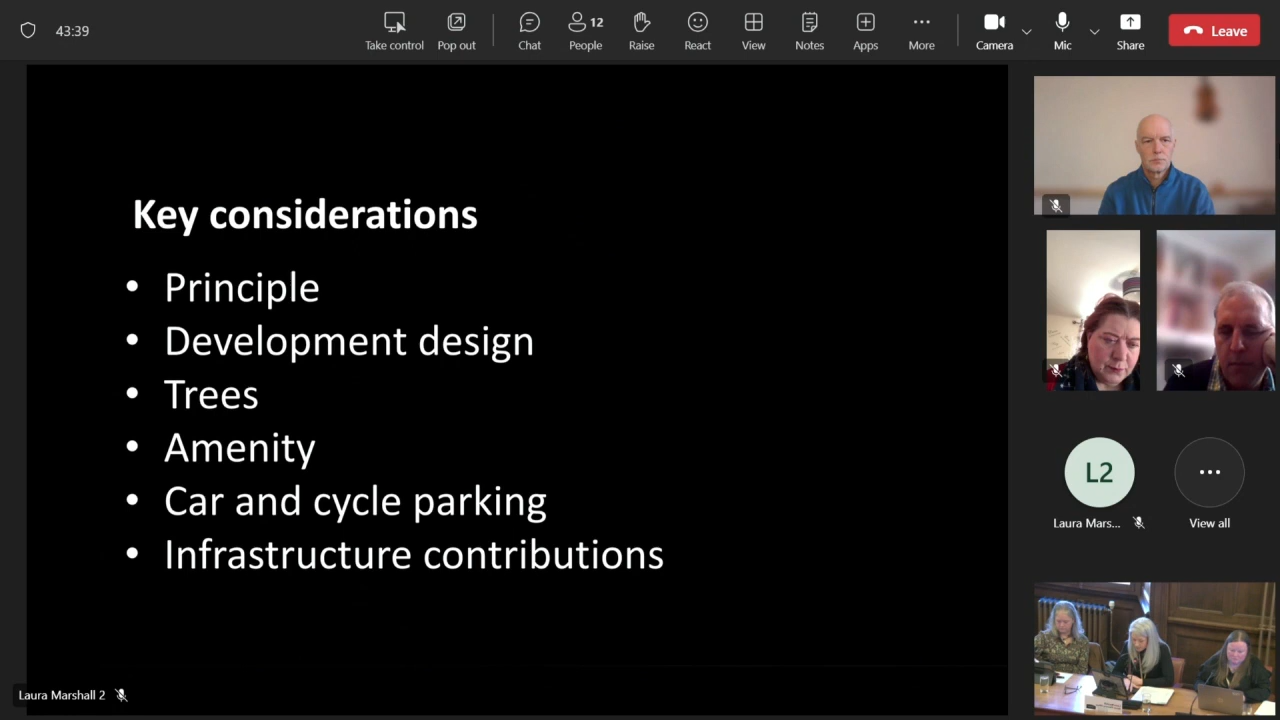 43:39
Take control
Pop out
Chat
12
People
Raise
React
View
Notes
Apps
More
Camera
Mic
Share
Leave
Key considerations
• Principle
• Development design
• Trees
• Amenity
• Car and cycle parking
• Infrastructure contributions
L2
Laura Mars...
View all
Laura Marshall 2